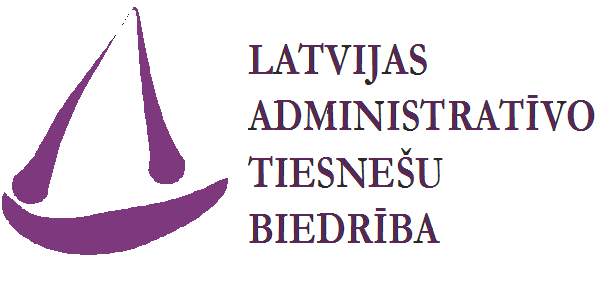 LATVIJAS
ADMINISTRATĪVO
TIESNEŠU
BIEDRĪBA